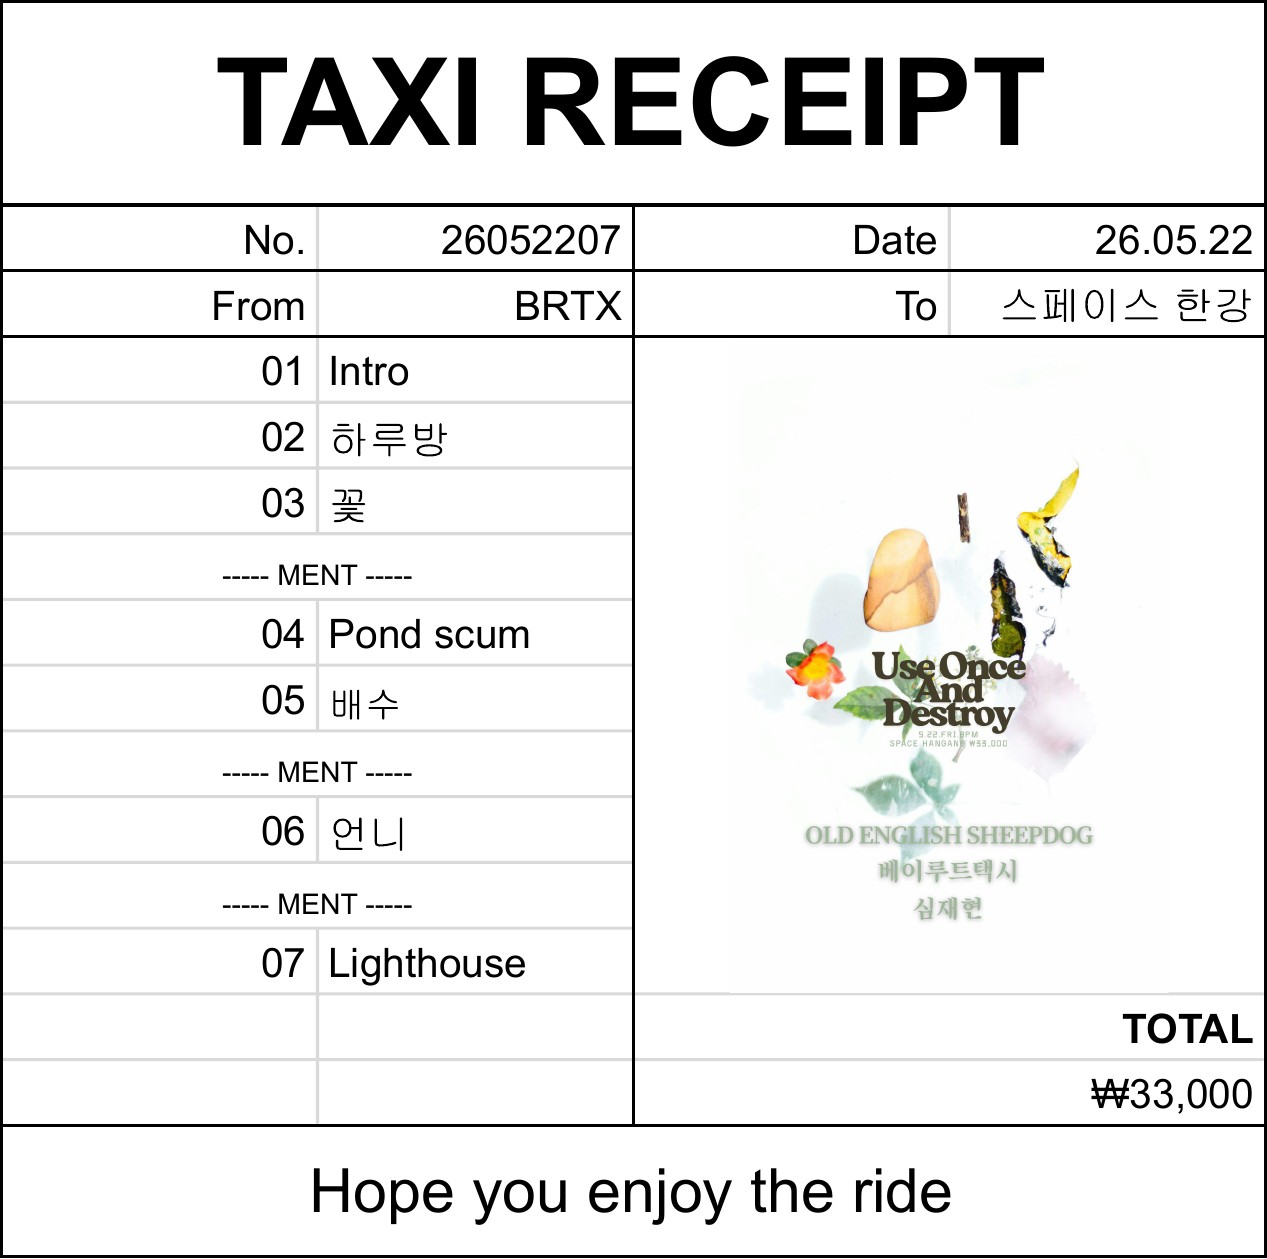 TAXI RECEIPT
No. 26052207 Date 26.05.22
From BRTX To 스페이스 한강
01 Intro
02 하루방
03 꽃
----- MENT -----
04 Pond scum
05 배수
----- MENT -----
06 언니
----- MENT -----
07 Lighthouse
Use Once
And
Destroy
5.22.FRI.8PM
SPACE HANGANG ₩33,000
OLD ENGLISH SHEEPDOG
베이루트택시
심재현
TOTAL
₩33,000
Hope you enjoy the ride